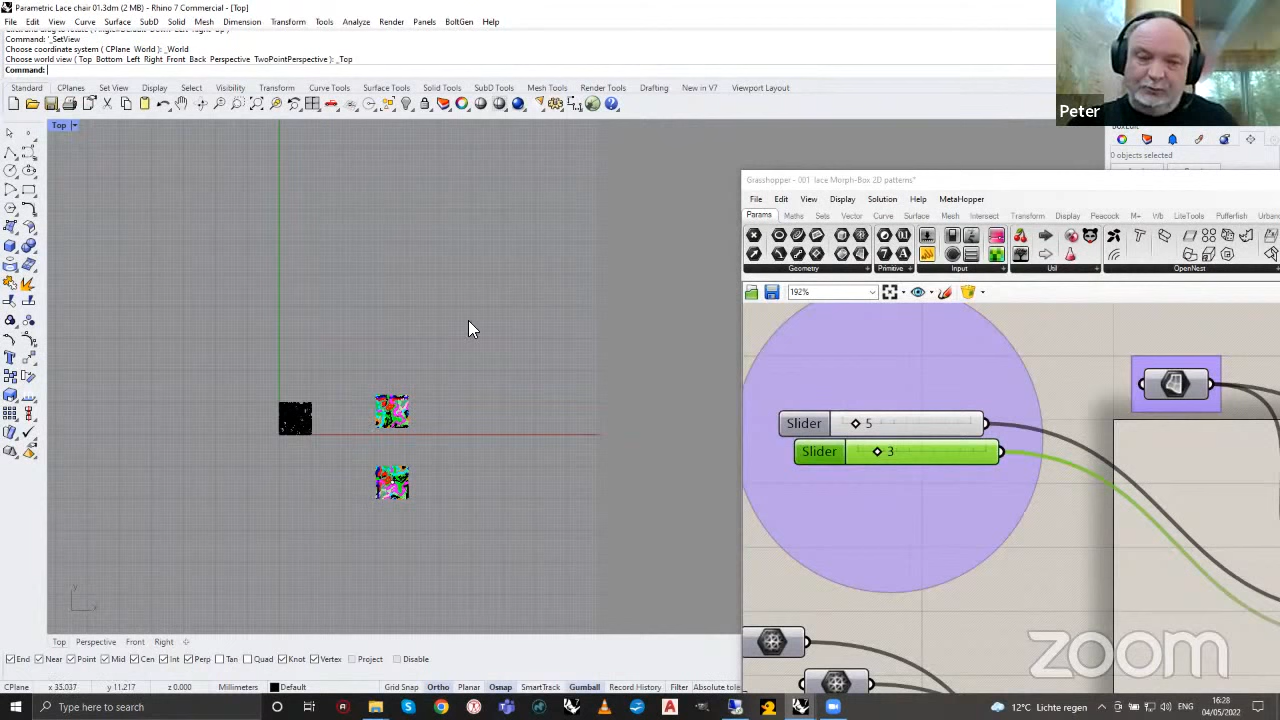 Parametric Lace chair 01.3dm (2 MB) - Rhino 7 Commercial - [Top]
File Edit View Curve Surface SubD Solid Mesh Dimension Transform Tools Analyze Render Panels BoltGen Help
Command: '_SetView
Choose coordinate system ( CPlane World ): _World
Choose world view ( Top Bottom Left Right Front Back Perspective TwoPointPerspective ): _Top
Command:
Standard CPlanes Set View Display Select Viewport Layout Visibility Transform Curve Tools Surface Tools Solid Tools SubD Tools Mesh Tools Render Tools Drafting New in V7 Viewport Layout
Peter
Top
0 objects selected
Grasshopper - 001 lace Morph-Box 2D patterns*
File Edit View Display Solution Help MetaHopper
Params Maths Sets Vector Curve Surface Mesh Intersect Transform Display Peacock M+ Wb LiteTools Pufferfish Urbano
Geometry Primitive Input Util OpenNest
192%
Slider 5
Slider 3
y
x
Top Perspective Front Right
End Near Point Mid Cen Int Perp Tan Quad Knot Vertex Project Disable
zoom
CPlane x 35.037 y 11.217 z 0.000 Millimeters Default Grid Snap Ortho Planar Osnap SmartTrack Gumball Record History Filter Absolute tole
Type here to search
12°C Lichte regen
16:28
04/05/2022